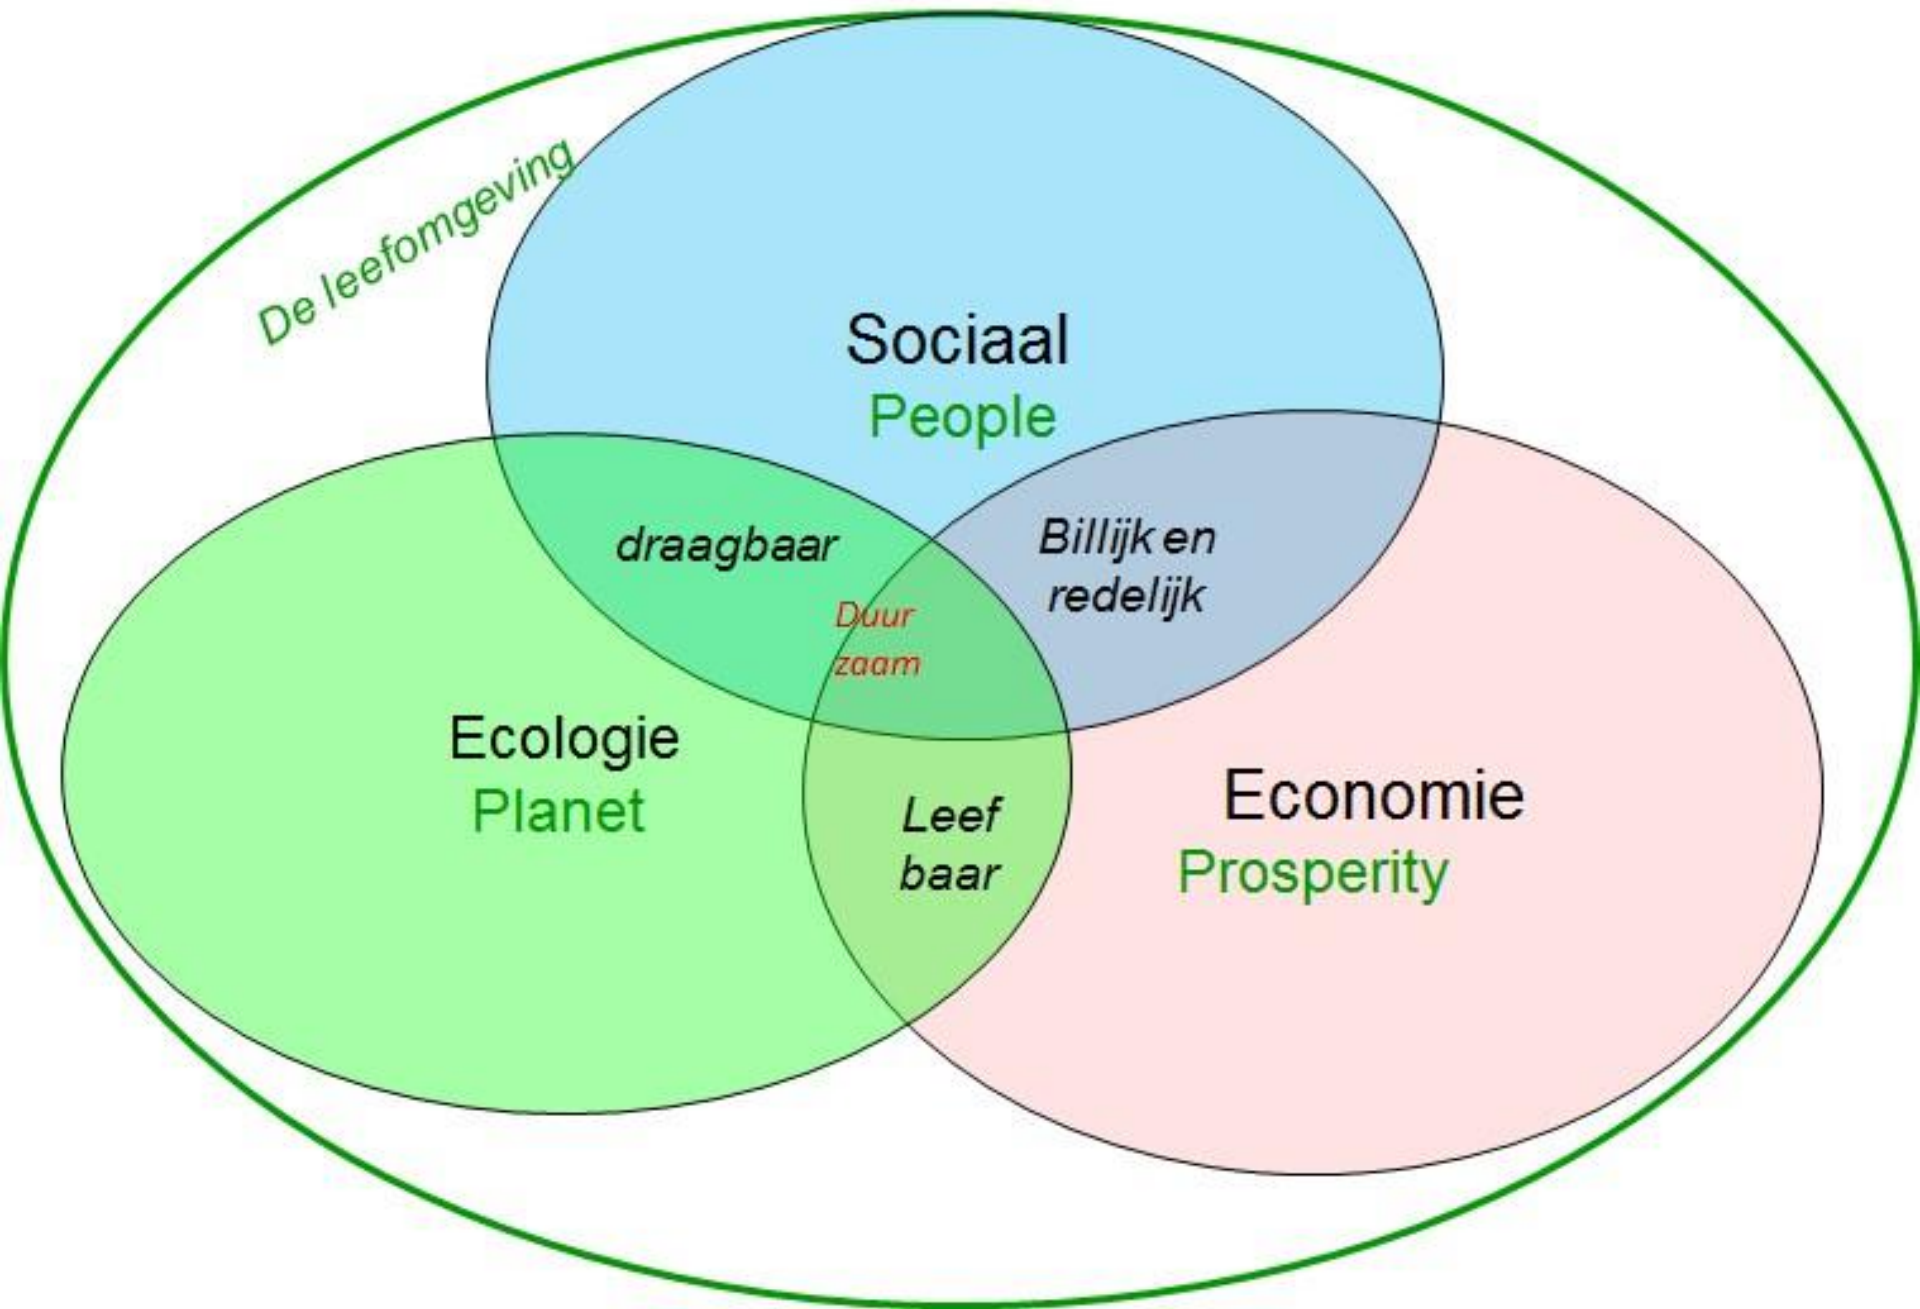 De leefomgeving
Sociaal
People
draagbaar
Billijk en
redelijk
Duur
zaam
Ecologie
Planet
Leef
baar
Economie
Prosperity